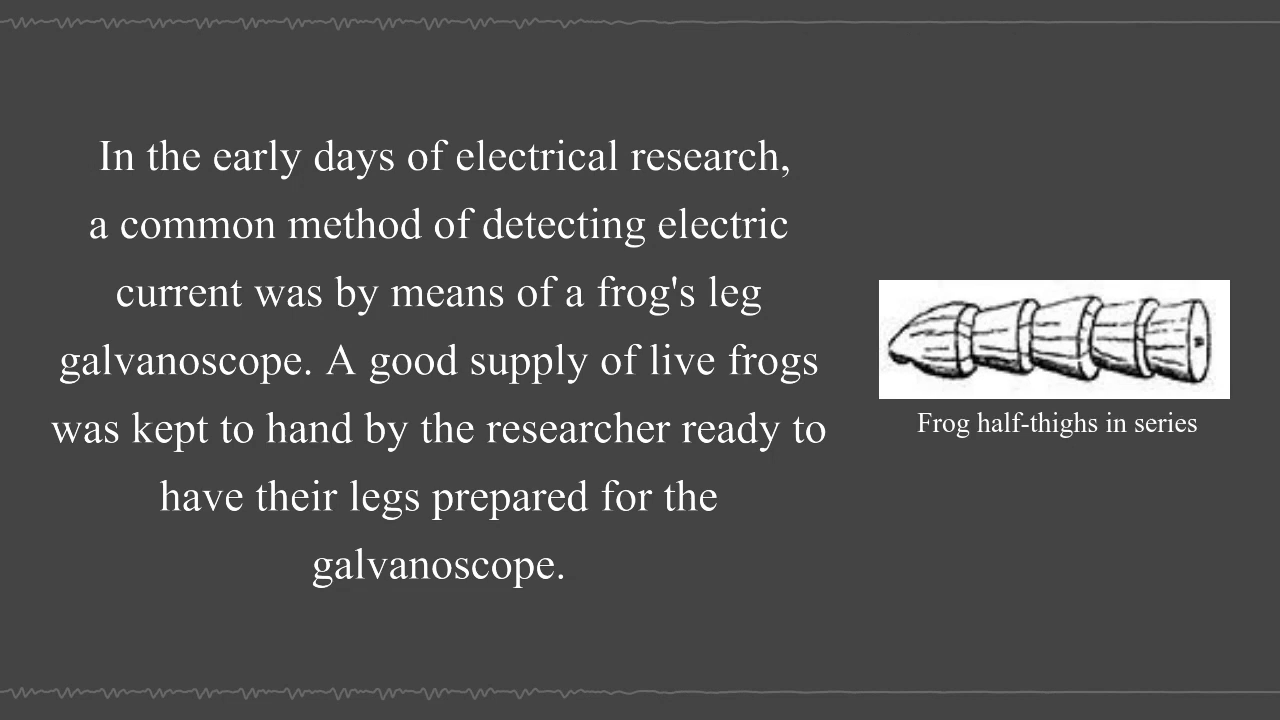 In the early days of electrical research,
a common method of detecting electric
current was by means of a frog's leg
galvanoscope. A good supply of live frogs
was kept to hand by the researcher ready to
have their legs prepared for the
galvanoscope.
Frog half-thighs in series